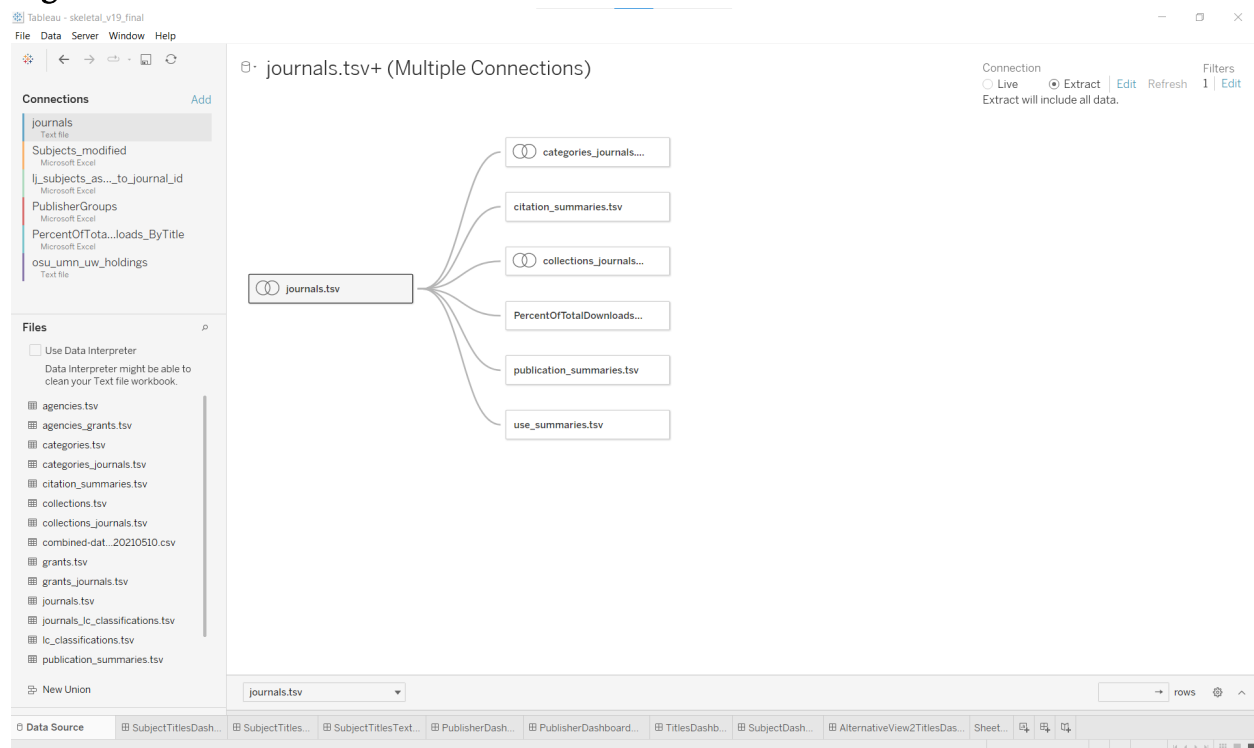 Tableau - skeletal_v19_final
File Data Server Window Help
journals.tsv+ (Multiple Connections)
Connection
Filters
Live
Extract
Edit
Refresh
1
Edit
Extract will include all data.
Connections
Add
journals
Text file
Subjects_modified
Microsoft Excel
lj_subjects_as..._to_journal_id
Microsoft Excel
PublisherGroups
Microsoft Excel
PercentOfTota...loads_ByTitle
Microsoft Excel
osu_umn_uw_holdings
Text file
journals.tsv
categories_journals....
citation_summaries.tsv
collections_journals...
PercentOfTotalDownloads...
publication_summaries.tsv
use_summaries.tsv
Files
Use Data Interpreter
Data Interpreter might be able to
clean your Text file workbook.
agencies.tsv
agencies_grants.tsv
categories.tsv
categories_journals.tsv
citation_summaries.tsv
collections.tsv
collections_journals.tsv
combined-dat...20210510.csv
grants.tsv
grants_journals.tsv
journals.tsv
journals_lc_classifications.tsv
lc_classifications.tsv
publication_summaries.tsv
New Union
journals.tsv
rows
Data Source
SubjectTitlesDash...
SubjectTitles...
SubjectTitlesText...
PublisherDash...
PublisherDashboard...
TitlesDashb...
SubjectDash...
AlternativeView2TitlesDas...
Sheet...